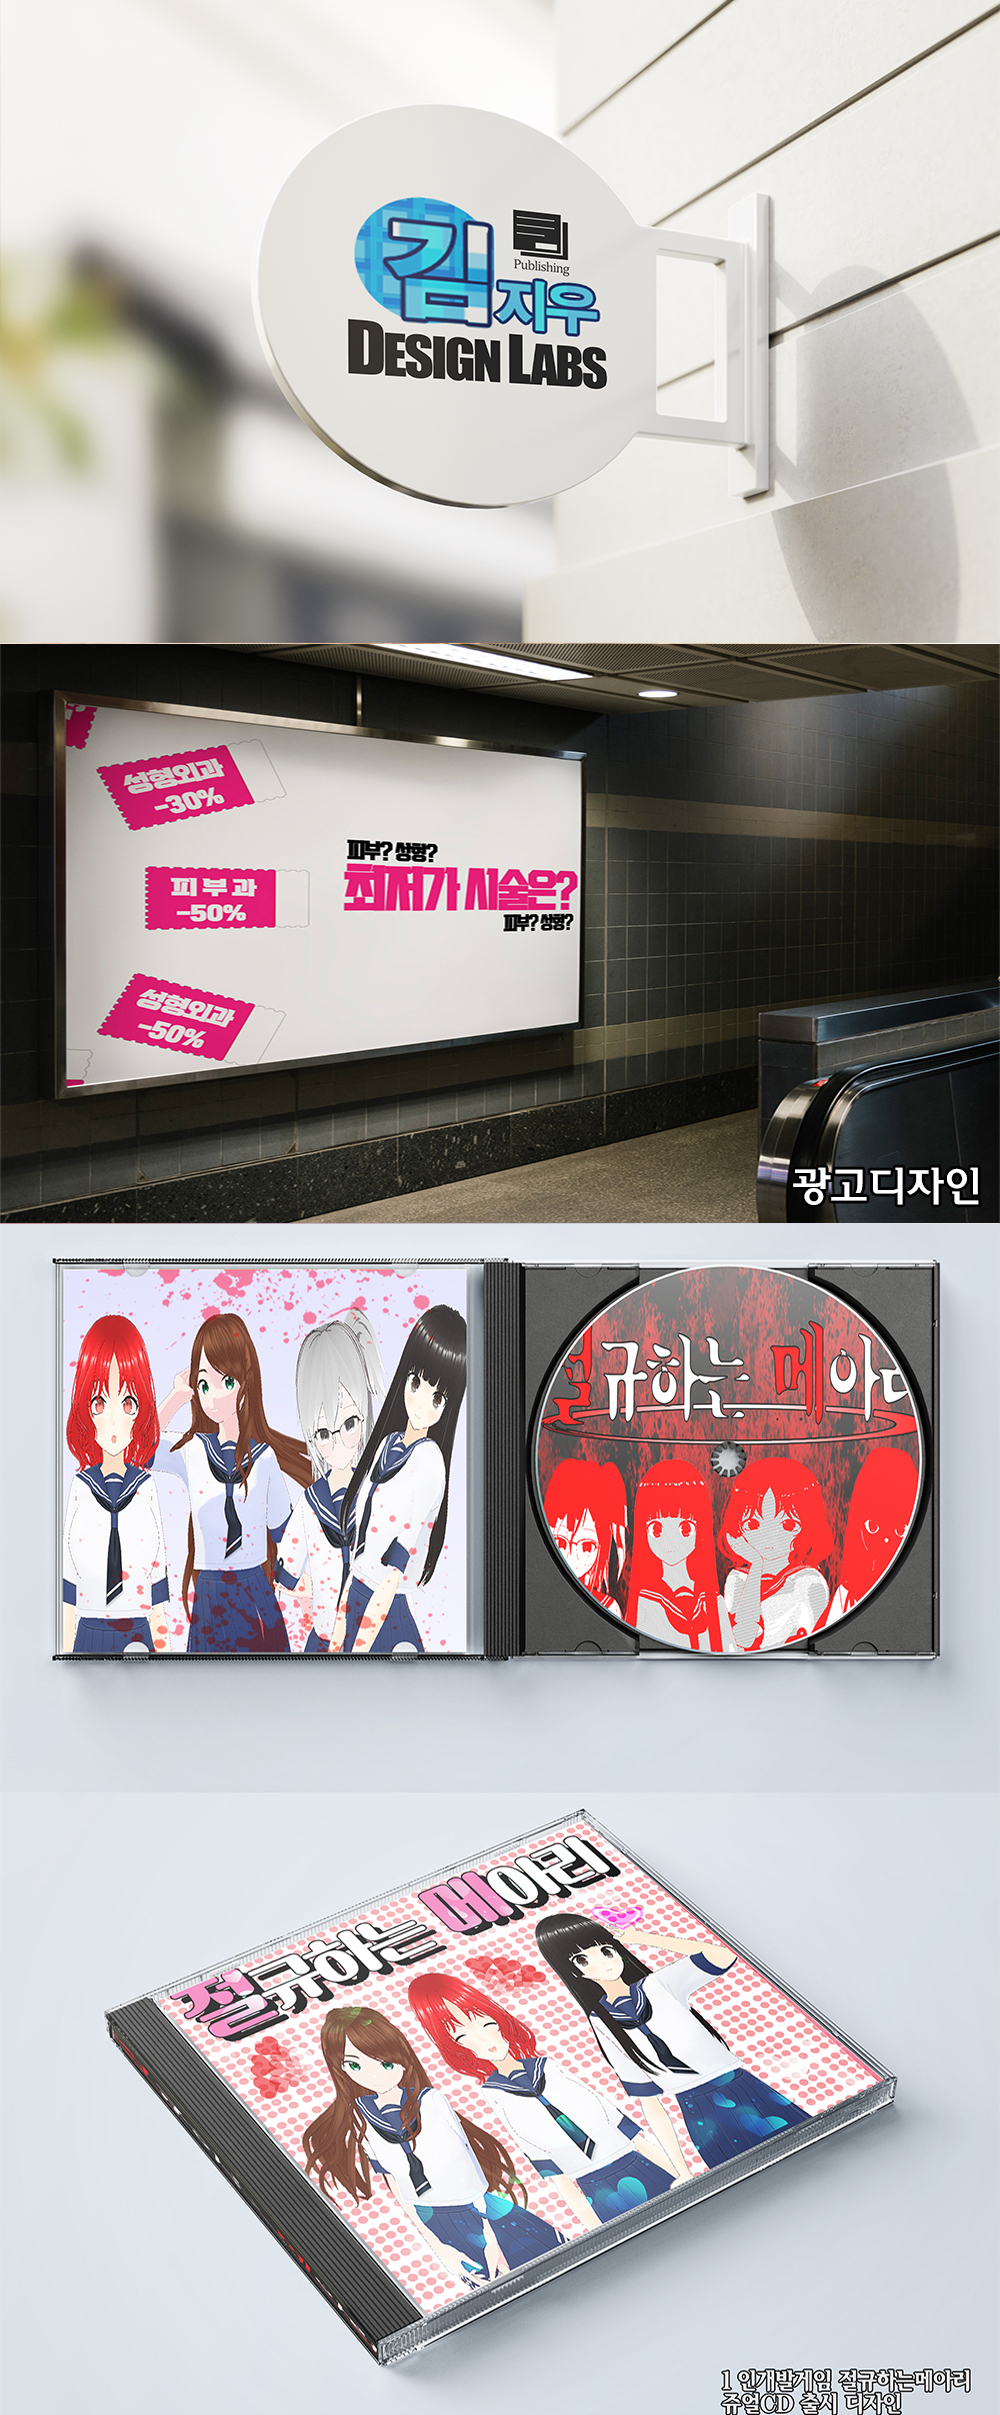 김지우
Publishing
DESIGN LABS
성형외과
-30%
피부과
-50%
성형외과
-50%
피부? 성형?
최저가 시술은?
피부? 성형?
광고디자인
절규하는 메아리
절규하는 메아리
1 인개발게임 절규하는메아리
쥬얼CD 출시 디자인